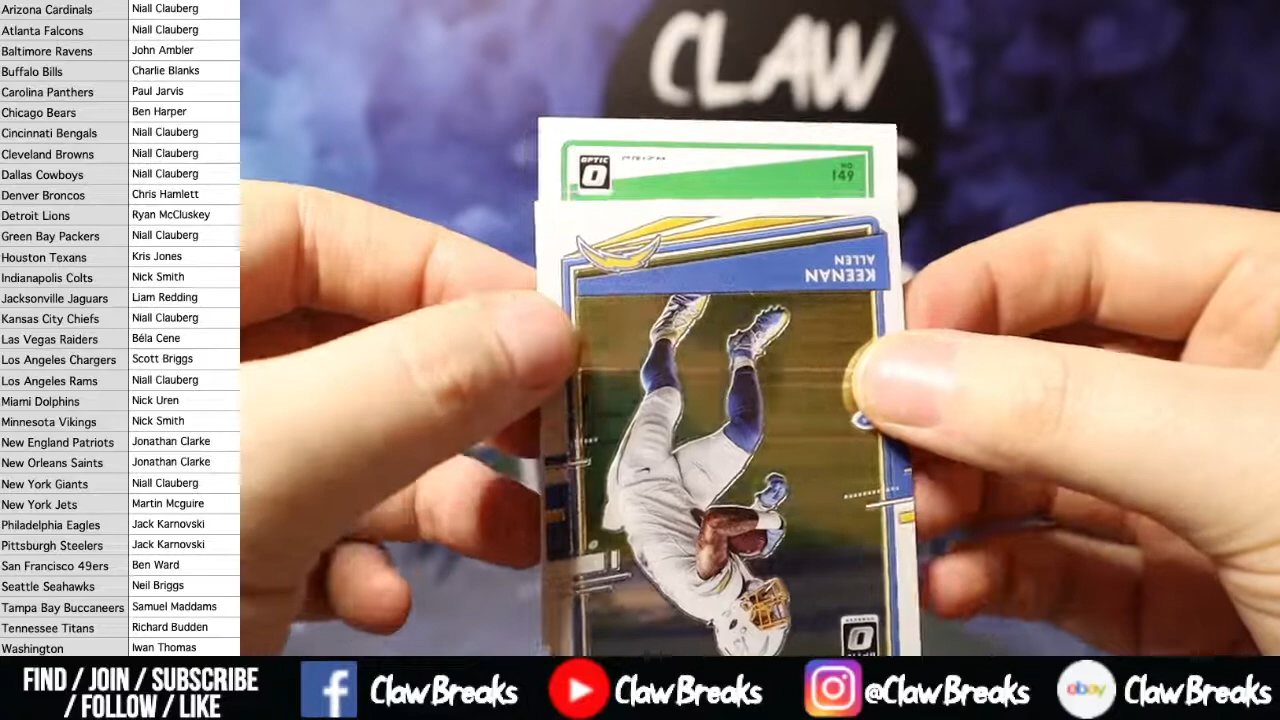 Arizona Cardinals Niall Clauberg
Atlanta Falcons Niall Clauberg
Baltimore Ravens John Ambler
Buffalo Bills Charlie Blanks
Carolina Panthers Paul Jarvis
Chicago Bears Ben Harper
Cincinnati Bengals Niall Clauberg
Cleveland Browns Niall Clauberg
Dallas Cowboys Niall Clauberg
Denver Broncos Chris Hamlett
Detroit Lions Ryan McCluskey
Green Bay Packers Niall Clauberg
Houston Texans Kris Jones
Indianapolis Colts Nick Smith
Jacksonville Jaguars Liam Redding
Kansas City Chiefs Niall Clauberg
Las Vegas Raiders Béla Cene
Los Angeles Chargers Scott Briggs
Los Angeles Rams Niall Clauberg
Miami Dolphins Nick Uren
Minnesota Vikings Nick Smith
New England Patriots Jonathan Clarke
New Orleans Saints Jonathan Clarke
New York Giants Niall Clauberg
New York Jets Martin Mcguire
Philadelphia Eagles Jack Karnovski
Pittsburgh Steelers Jack Karnovski
San Francisco 49ers Ben Ward
Seattle Seahawks Neil Briggs
Tampa Bay Buccaneers Samuel Maddams
Tennessee Titans Richard Budden
Washington Iwan Thomas
CLAW
OPTIC
PRIZM
NO
149
KEENAN
ALLEN
OPTIC
FIND / JOIN / SUBSCRIBE
/ FOLLOW / LIKE
ClawBreaks
ClawBreaks
@ClawBreaks
ebay
ClawBreaks